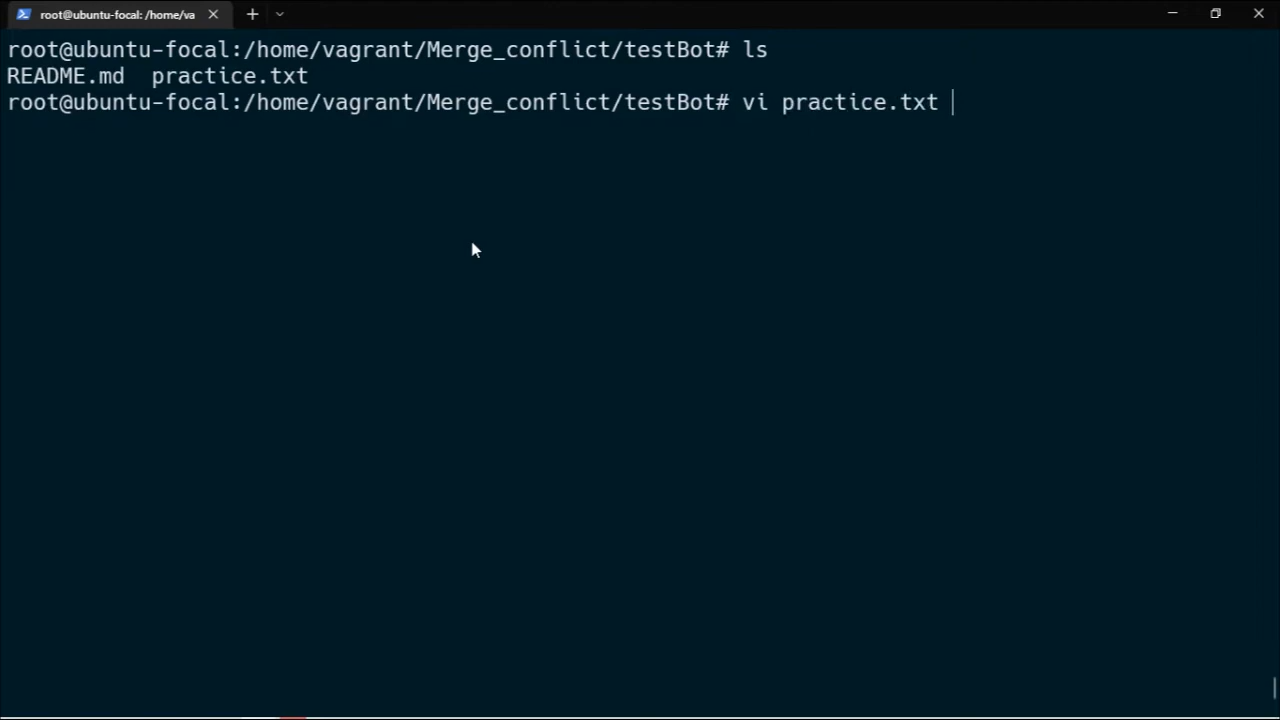 root@ubuntu-focal: /home/va
root@ubuntu-focal:/home/vagrant/Merge_conflict/testBot# ls
README.md  practice.txt
root@ubuntu-focal:/home/vagrant/Merge_conflict/testBot# vi practice.txt